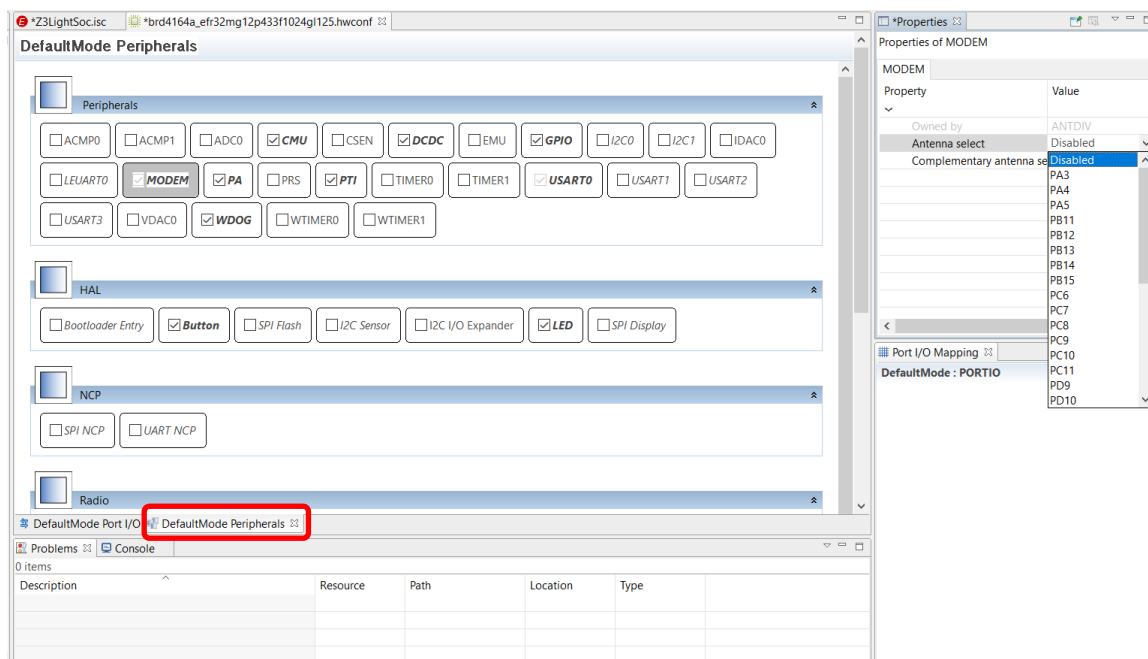 *Z3LightSoc.isc
*brd4164a_efr32mg12p433f1024gl125.hwconf
DefaultMode Peripherals
Peripherals
ACMP0 ACMP1 ADC0 CMU CSEN DCDC EMU GPIO I2C0 I2C1 IDAC0
LEUART0 MODEM PA PRS PTI TIMER0 TIMER1 USART0 USART1 USART2
USART3 VDAC0 WDOG WTIMER0 WTIMER1
HAL
Bootloader Entry Button SPI Flash I2C Sensor I2C I/O Expander LED SPI Display
NCP
SPI NCP UART NCP
Radio
DefaultMode Port I/O DefaultMode Peripherals
Problems Console
0 items
Description Resource Path Location Type
*Properties
Properties of MODEM
MODEM
Property Value
Owned by ANTDIV
Antenna select Disabled
Complementary antenna se
Disabled
PA3
PA4
PA5
PB11
PB12
PB13
PB14
PB15
PC6
PC7
PC8
PC9
PC10
PC11
PD9
PD10
Port I/O Mapping
DefaultMode : PORTIO